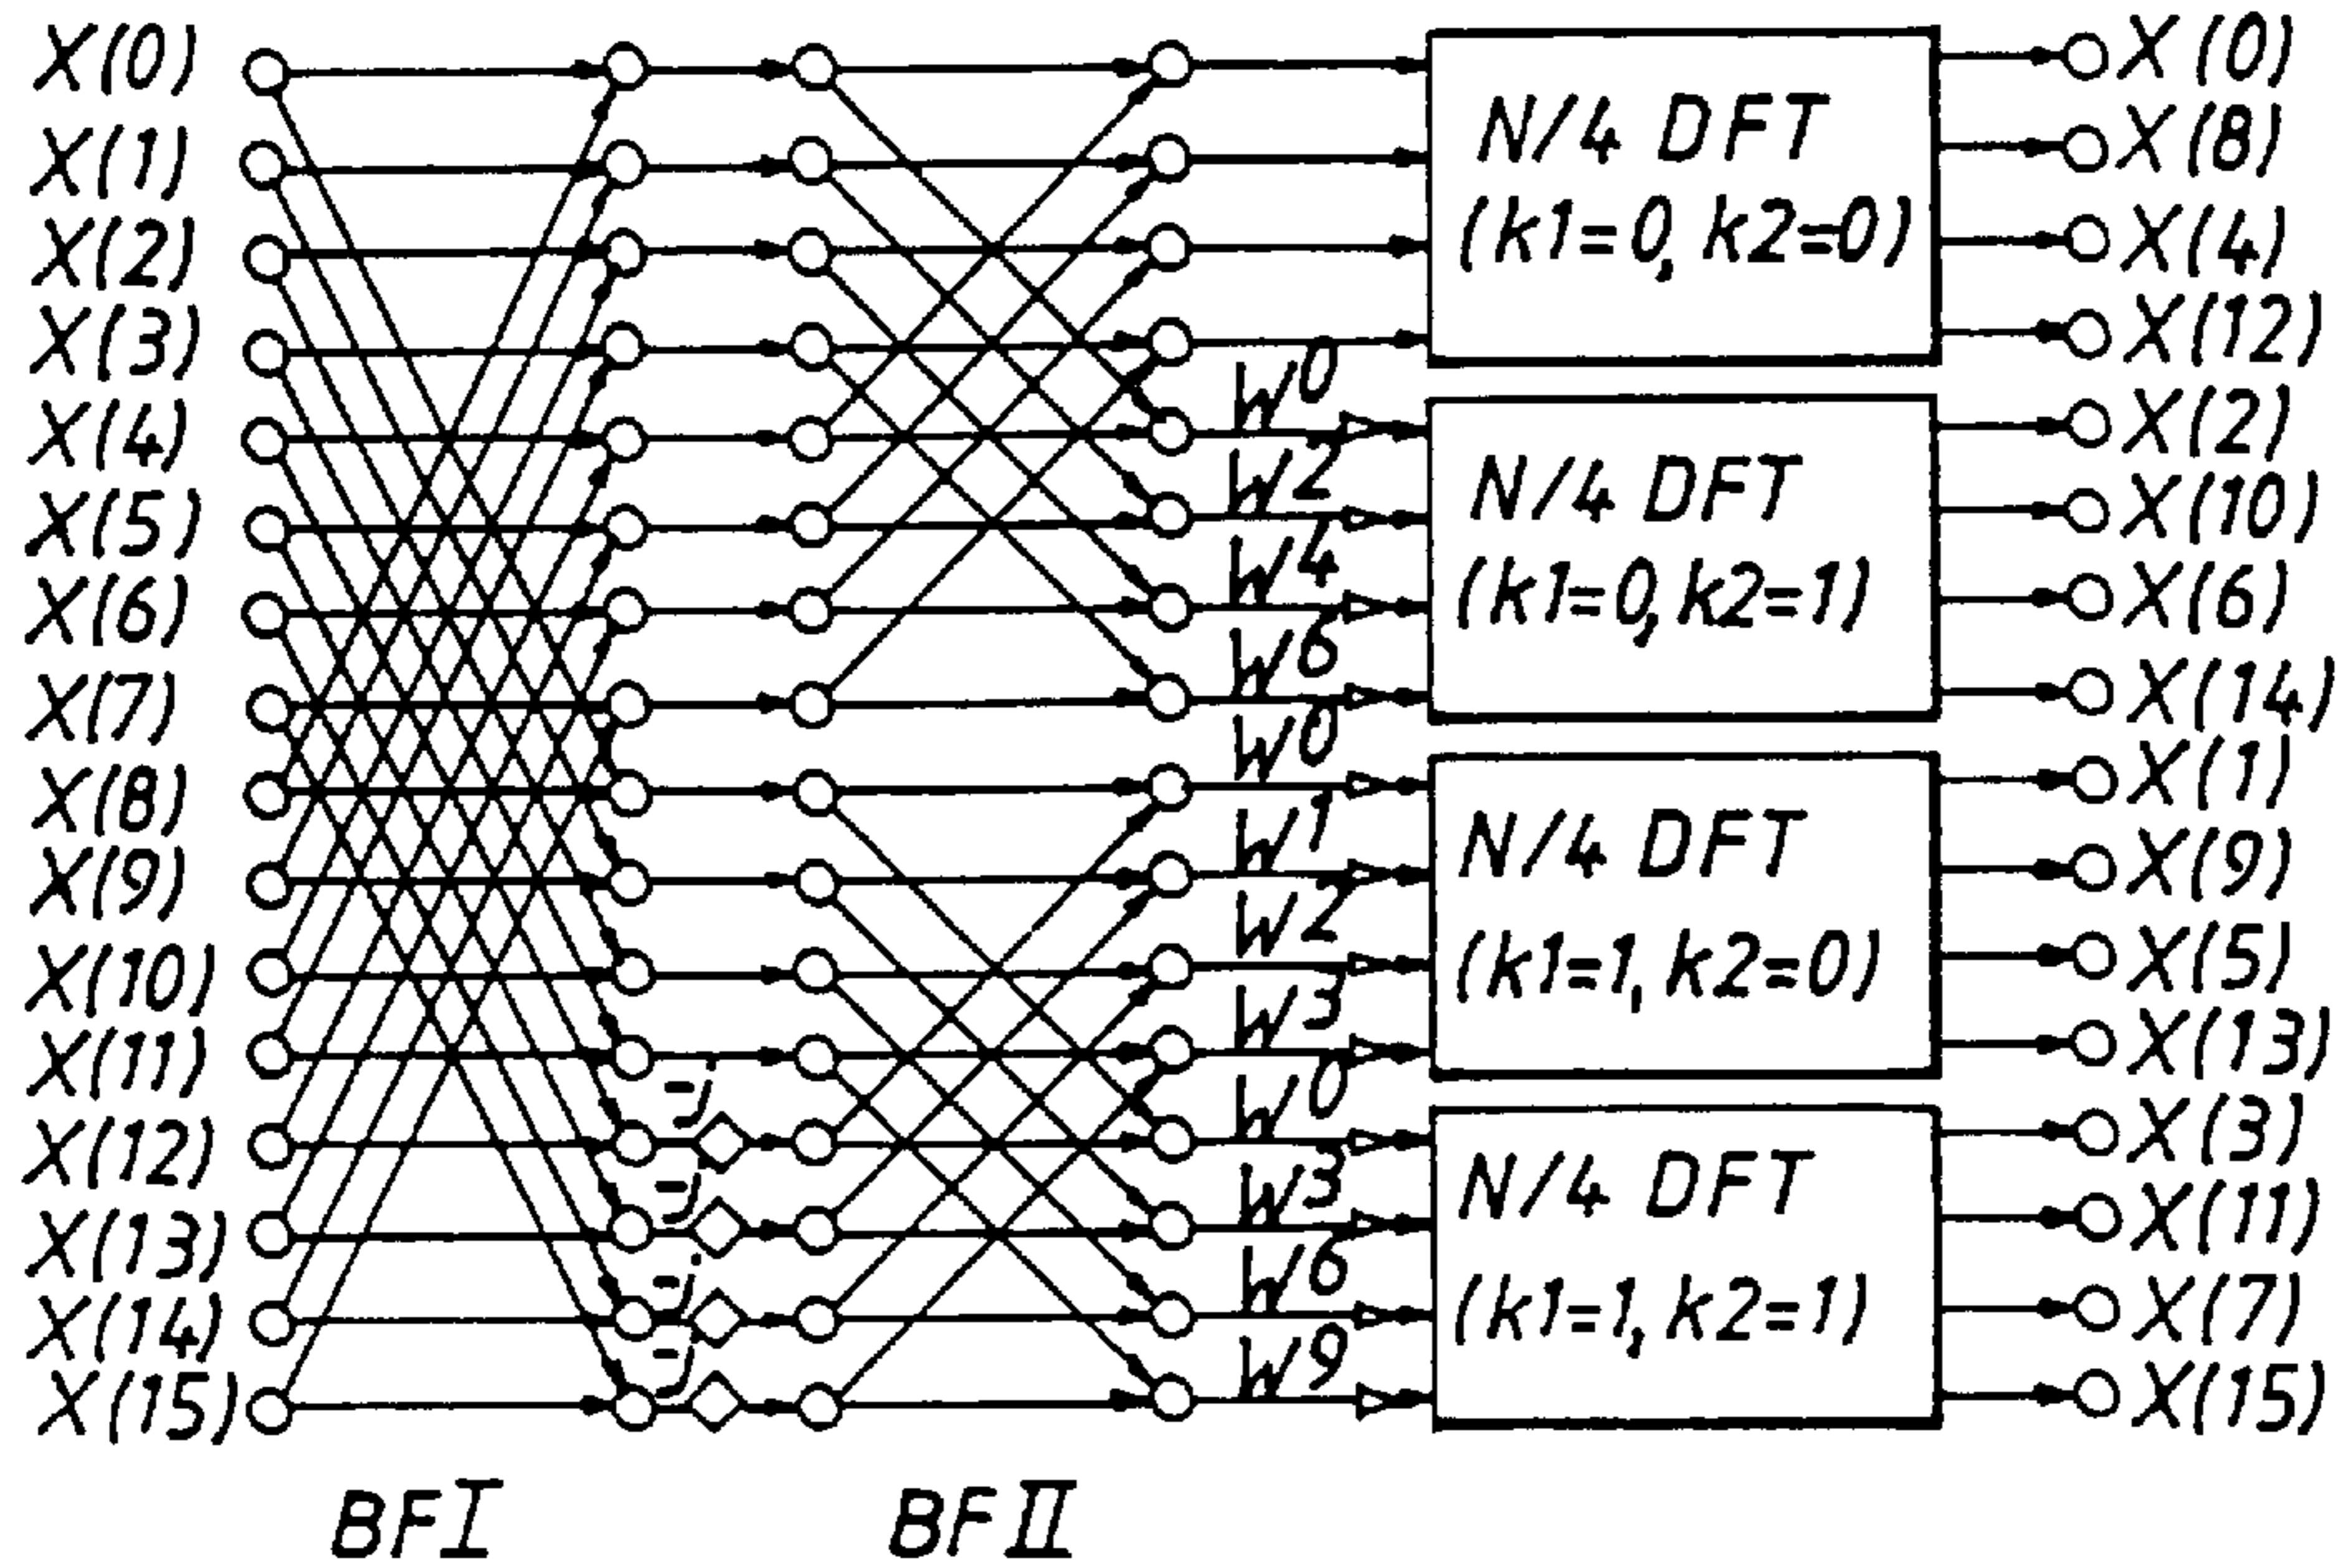 X(0)
X(1)
X(2)
X(3)
X(4)
X(5)
X(6)
X(7)
X(8)
X(9)
X(10)
X(11)
X(12)
X(13)
X(14)
X(15)
-j
-j
-j
-j
BFI
BFII
W0
W2
W4
W6
W0
W1
W2
W3
W0
W3
W6
W9
N/4 DFT
(k1=0, k2=0)
N/4 DFT
(k1=0, k2=1)
N/4 DFT
(k1=1, k2=0)
N/4 DFT
(k1=1, k2=1)
X(0)
X(8)
X(4)
X(12)
X(2)
X(10)
X(6)
X(14)
X(1)
X(9)
X(5)
X(13)
X(3)
X(11)
X(7)
X(15)